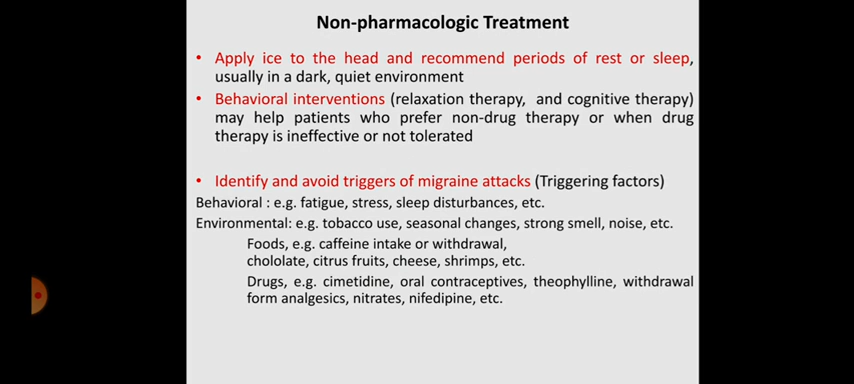 Non-pharmacologic Treatment
• Apply ice to the head and recommend periods of rest or sleep,
usually in a dark, quiet environment
• Behavioral interventions (relaxation therapy, and cognitive therapy)
may help patients who prefer non-drug therapy or when drug
therapy is ineffective or not tolerated
• Identify and avoid triggers of migraine attacks (Triggering factors)
Behavioral : e.g. fatigue, stress, sleep disturbances, etc.
Environmental: e.g. tobacco use, seasonal changes, strong smell, noise, etc.
Foods, e.g. caffeine intake or withdrawal,
chololate, citrus fruits, cheese, shrimps, etc.
Drugs, e.g. cimetidine, oral contraceptives, theophylline, withdrawal
form analgesics, nitrates, nifedipine, etc.